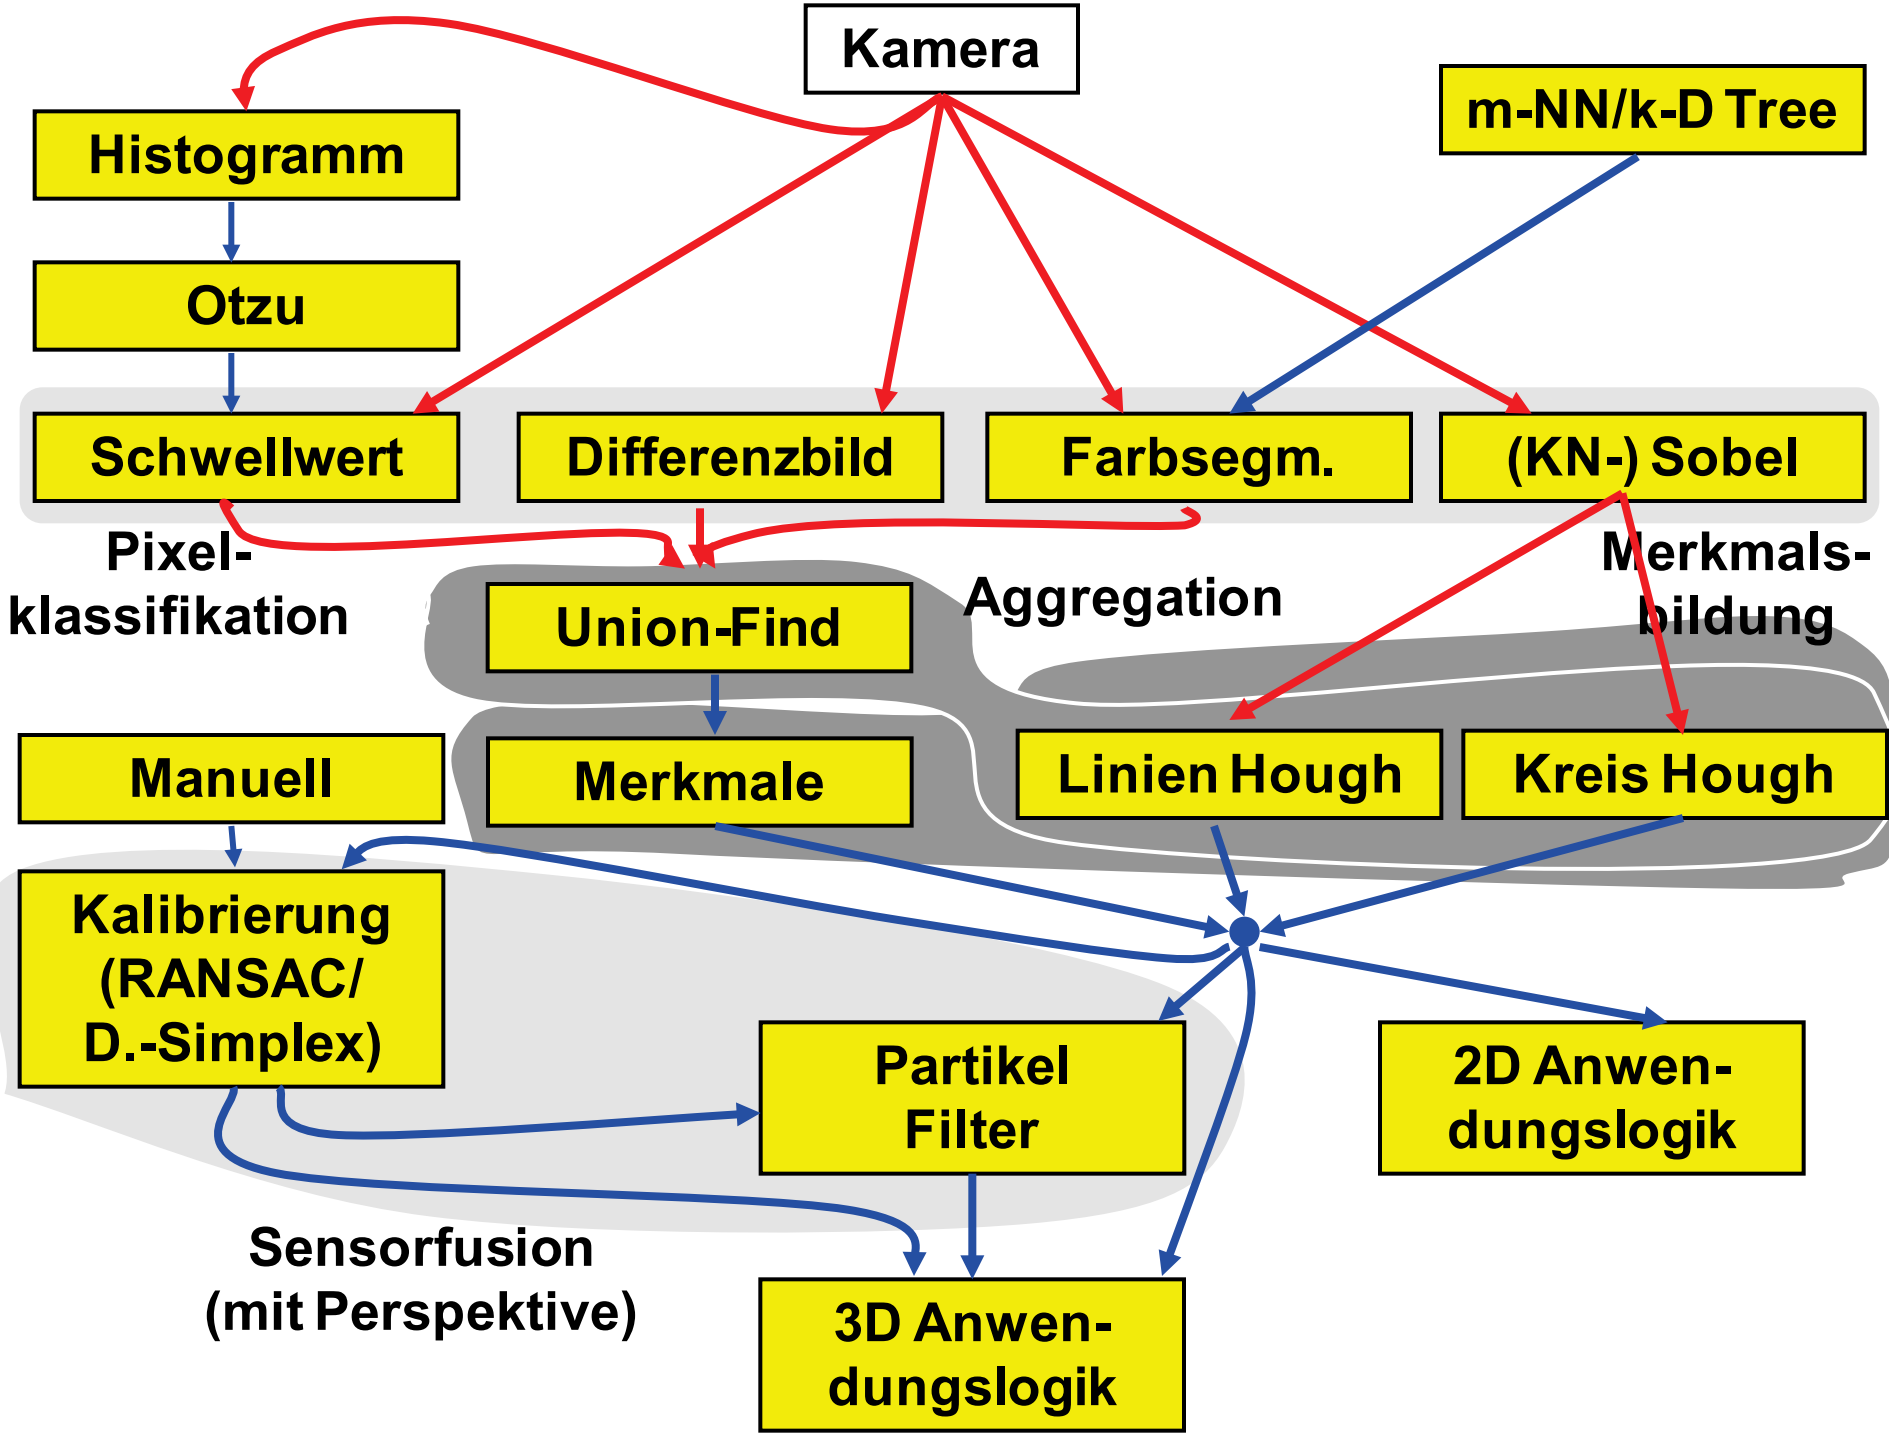 Kamera
m-NN/k-D Tree
Histogramm
Otzu
Schwellwert
Differenzbild
Farbsegm.
(KN-) Sobel
Pixel-
klassifikation
Aggregation
Merkmals-
bildung
Union-Find
Manuell
Merkmale
Linien Hough
Kreis Hough
Kalibrierung
(RANSAC/
D.-Simplex)
Partikel
Filter
2D Anwen-
dungslogik
Sensorfusion
(mit Perspektive)
3D Anwen-
dungslogik